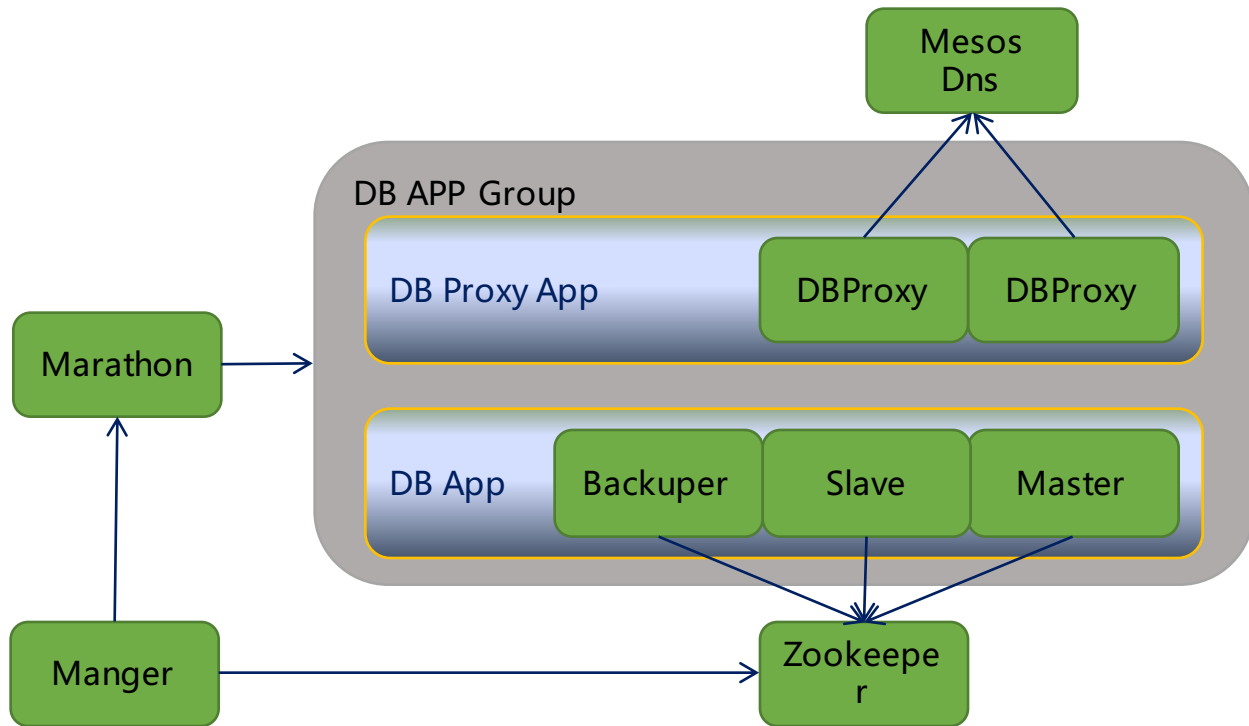 Mesos
Dns
DB APP Group
DB Proxy App
DBProxy
DBProxy
Marathon
DB App
Backuper
Slave
Master
Manger
Zookeepe
r